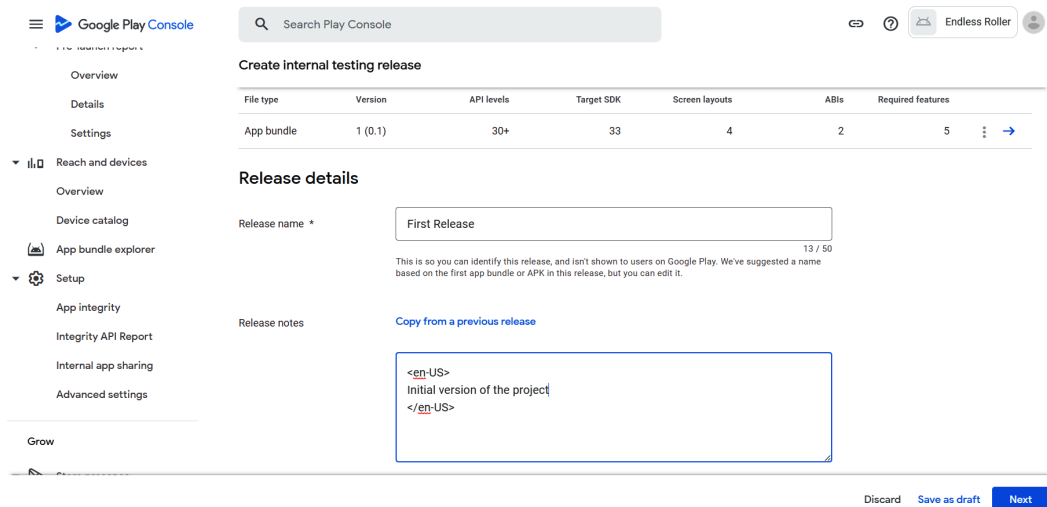 Google Play Console
Search Play Console
Endless Roller
Pre-launch report
Overview
Details
Settings
Reach and devices
Overview
Device catalog
App bundle explorer
Setup
App integrity
Integrity API Report
Internal app sharing
Advanced settings
Grow
Create internal testing release
File type Version API levels Target SDK Screen layouts ABIs Required features
App bundle 1 (0.1) 30+ 33 4 2 5
Release details
Release name *
First Release
13 / 50
This is so you can identify this release, and isn't shown to users on Google Play. We've suggested a name
based on the first app bundle or APK in this release, but you can edit it.
Release notes
Copy from a previous release
<en-US>
Initial version of the project
</en-US>
Discard Save as draft Next